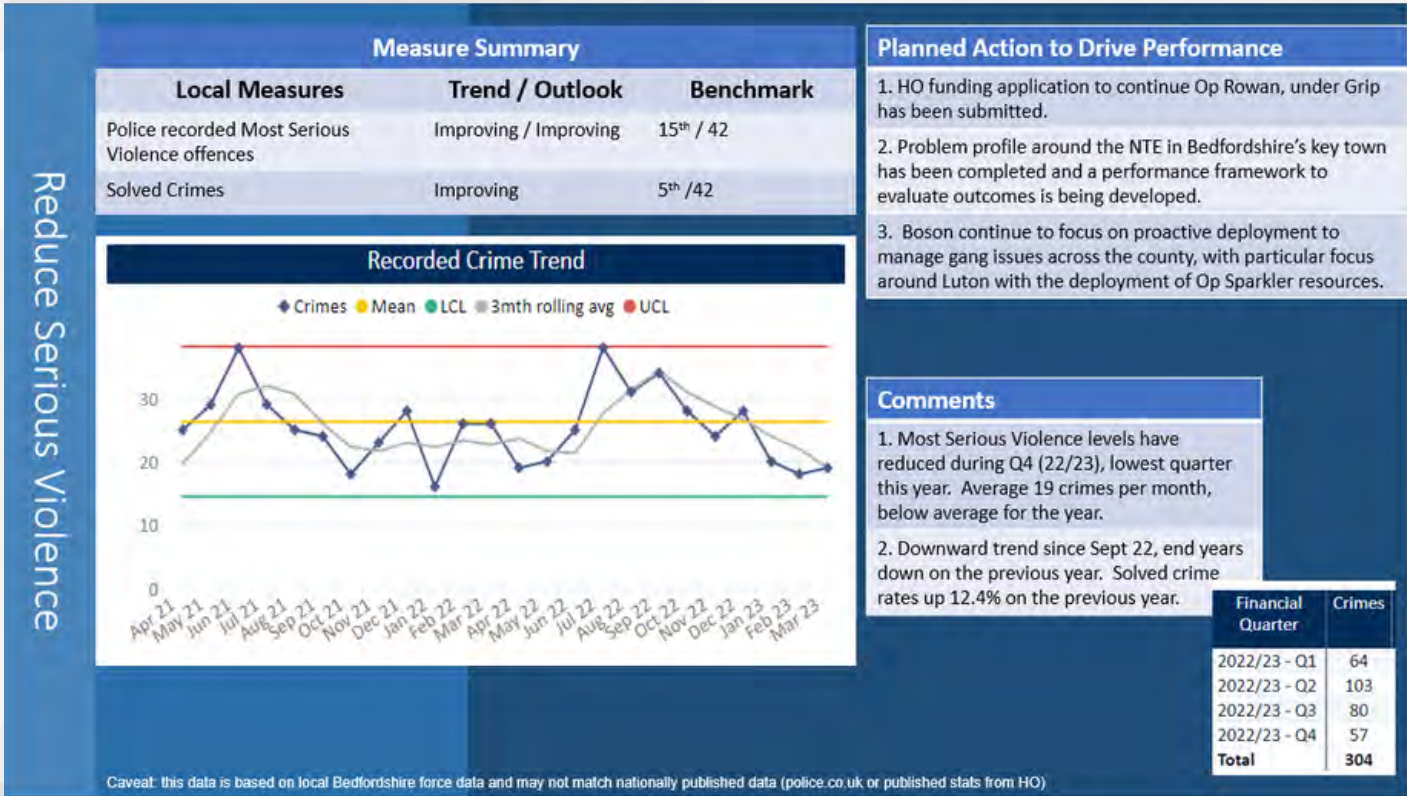 Reduce Serious Violence
Measure Summary
Local Measures Trend / Outlook Benchmark
Police recorded Most Serious Improving / Improving 15th / 42
Violence offences
Solved Crimes Improving 5th /42
Recorded Crime Trend
Crimes Mean LCL 3mth rolling avg UCL
30
20
10
0
Apr 21 May 21 Jun 21 Jul 21 Aug 21 Sep 21 Oct 21 Nov 21 Dec 21 Jan 22 Feb 22 Mar 22 Apr 22 May 22 Jun 22 Jul 22 Aug 22 Sep 22 Oct 22 Nov 22 Dec 22 Jan 23 Feb 23 Mar 23
Planned Action to Drive Performance
1. HO funding application to continue Op Rowan, under Grip
has been submitted.
2. Problem profile around the NTE in Bedfordshire's key town
has been completed and a performance framework to
evaluate outcomes is being developed.
3. Boson continue to focus on proactive deployment to
manage gang issues across the county, with particular focus
around Luton with the deployment of Op Sparkler resources.
Comments
1. Most Serious Violence levels have
reduced during Q4 (22/23), lowest quarter
this year. Average 19 crimes per month,
below average for the year.
2. Downward trend since Sept 22, end years
down on the previous year. Solved crime
rates up 12.4% on the previous year.
Financial Crimes
Quarter
2022/23 - Q1 64
2022/23 - Q2 103
2022/23 - Q3 80
2022/23 - Q4 57
Total 304
Caveat: this data is based on local Bedfordshire force data and may not match nationally published data (police.co.uk or published stats from HO)